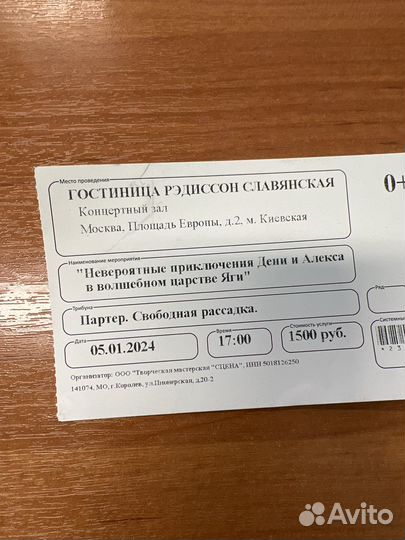 Место проведения
ГОСТИНИЦА РЭДИССОН СЛАВЯНСКАЯ
Концертный зал
Москва, Площадь Европы, д.2, м. Киевская
0+
Наименование мероприятия
"Невероятные приключения Дени и Алекса
в волшебном царстве Яги"
Трибуна
Ряд
Партер. Свободная рассадка.
Дата
Время
Стоимость услуги
Системные
05.01.2024
17:00
1500 руб.
Организатор: ООО "Творческая мастерская "СЦЕНА", ИНН 5018126250
141074, МО, г.Королев, ул.Пионерская, д.20-2
Avito